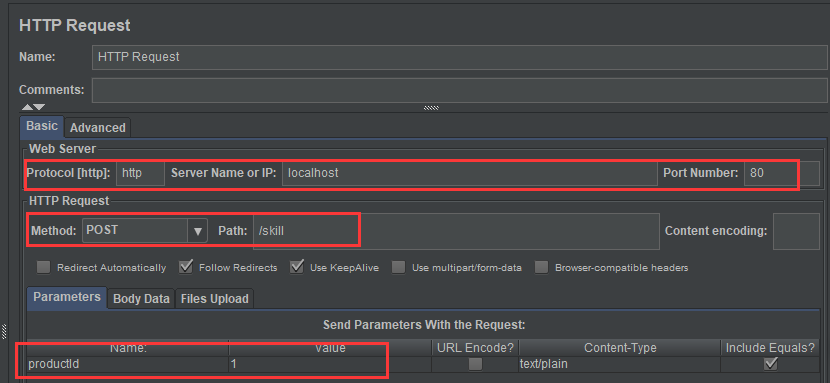 HTTP Request
Name: HTTP Request
Comments:
Basic Advanced
Web Server
Protocol [http]: http Server Name or IP: localhost Port Number: 80
HTTP Request
Method: POST Path: /skill Content encoding:
Redirect Automatically Follow Redirects Use KeepAlive Use multipart/form-data Browser-compatible headers
Parameters Body Data Files Upload
Send Parameters With the Request:
Name: Value URL Encode? Content-Type Include Equals?
productId 1 text/plain